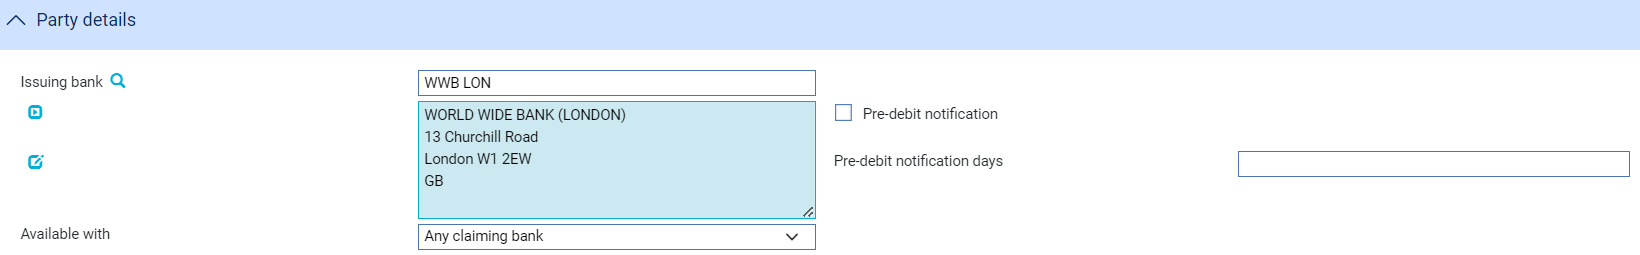 Party details
Issuing bank
WWB LON
WORLD WIDE BANK (LONDON)
13 Churchill Road
London W1 2EW
GB
Pre-debit notification
Pre-debit notification days
Available with
Any claiming bank